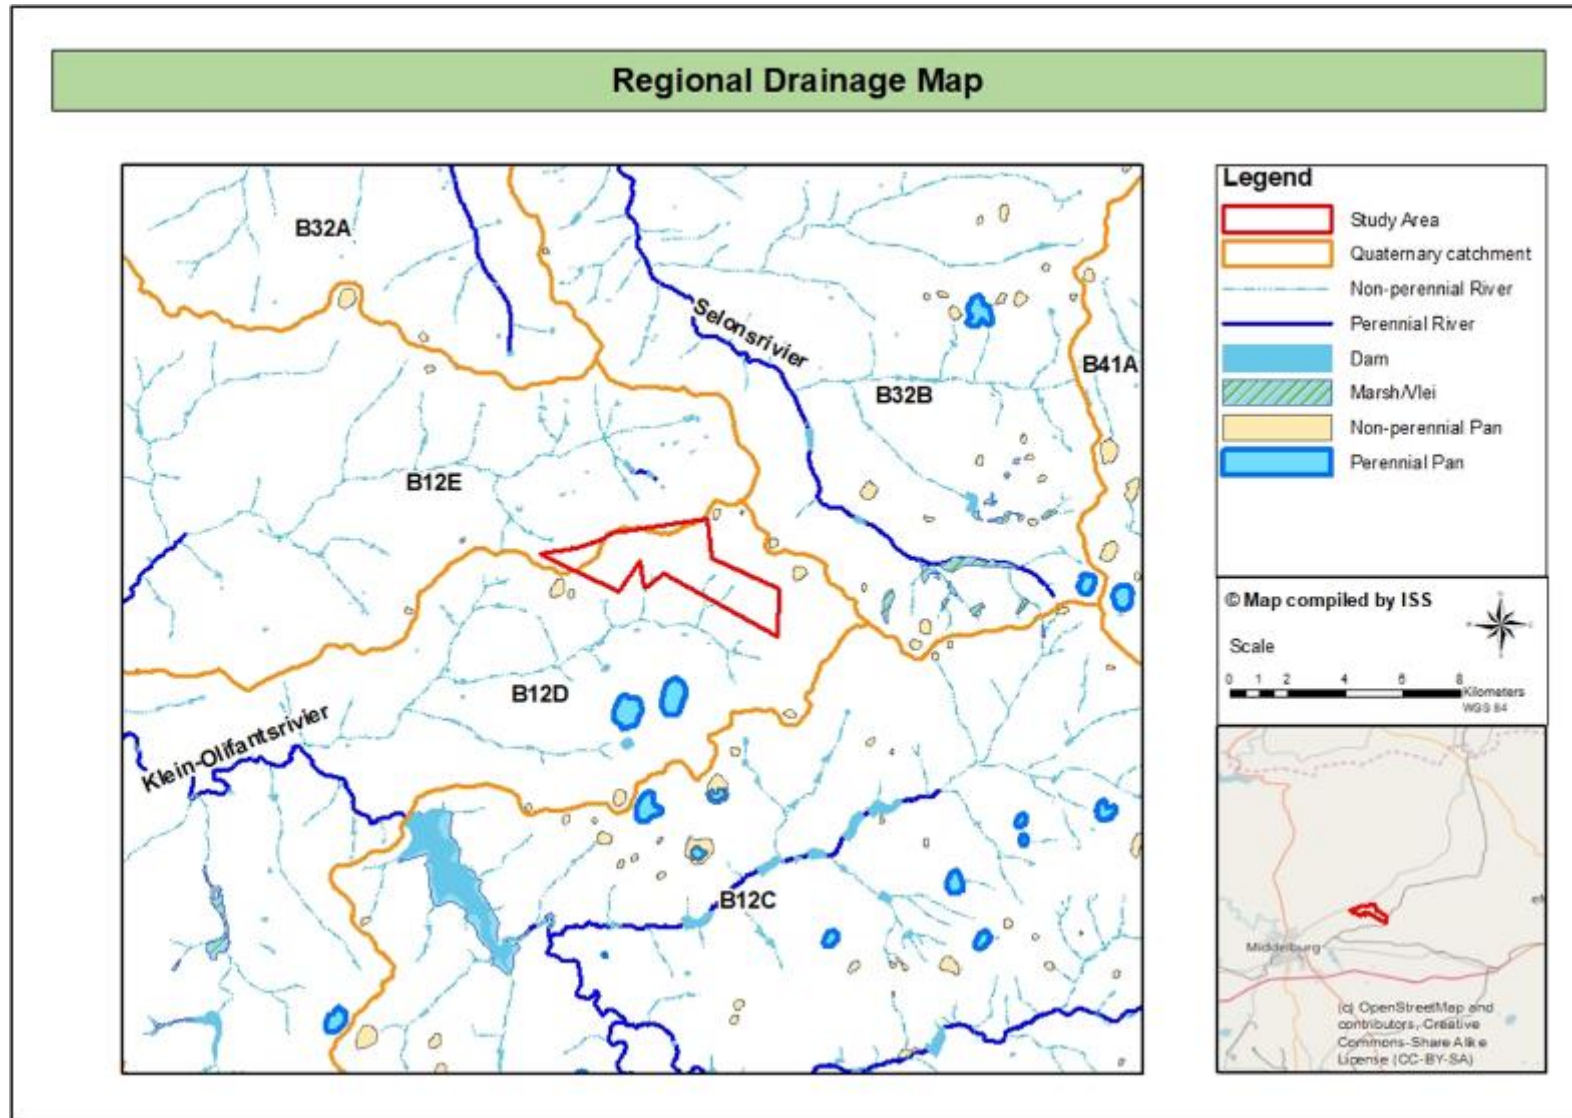 Regional Drainage Map
B32A
Selonsrivier
B41A
B32B
B12E
B12D
Klein-Olifantsrivier
B12C
Legend
Study Area
Quaternary catchment
Non-perennial River
Perennial River
Dam
Marsh/Vlei
Non-perennial Pan
Perennial Pan
© Map compiled by ISS
Scale
0 1 2 4 6 8
Kilometers
WGS 84
Middelburg
(c) OpenStreetMap and
contributors, Creative
Commons-Share Alike
License (CC-BY-SA)